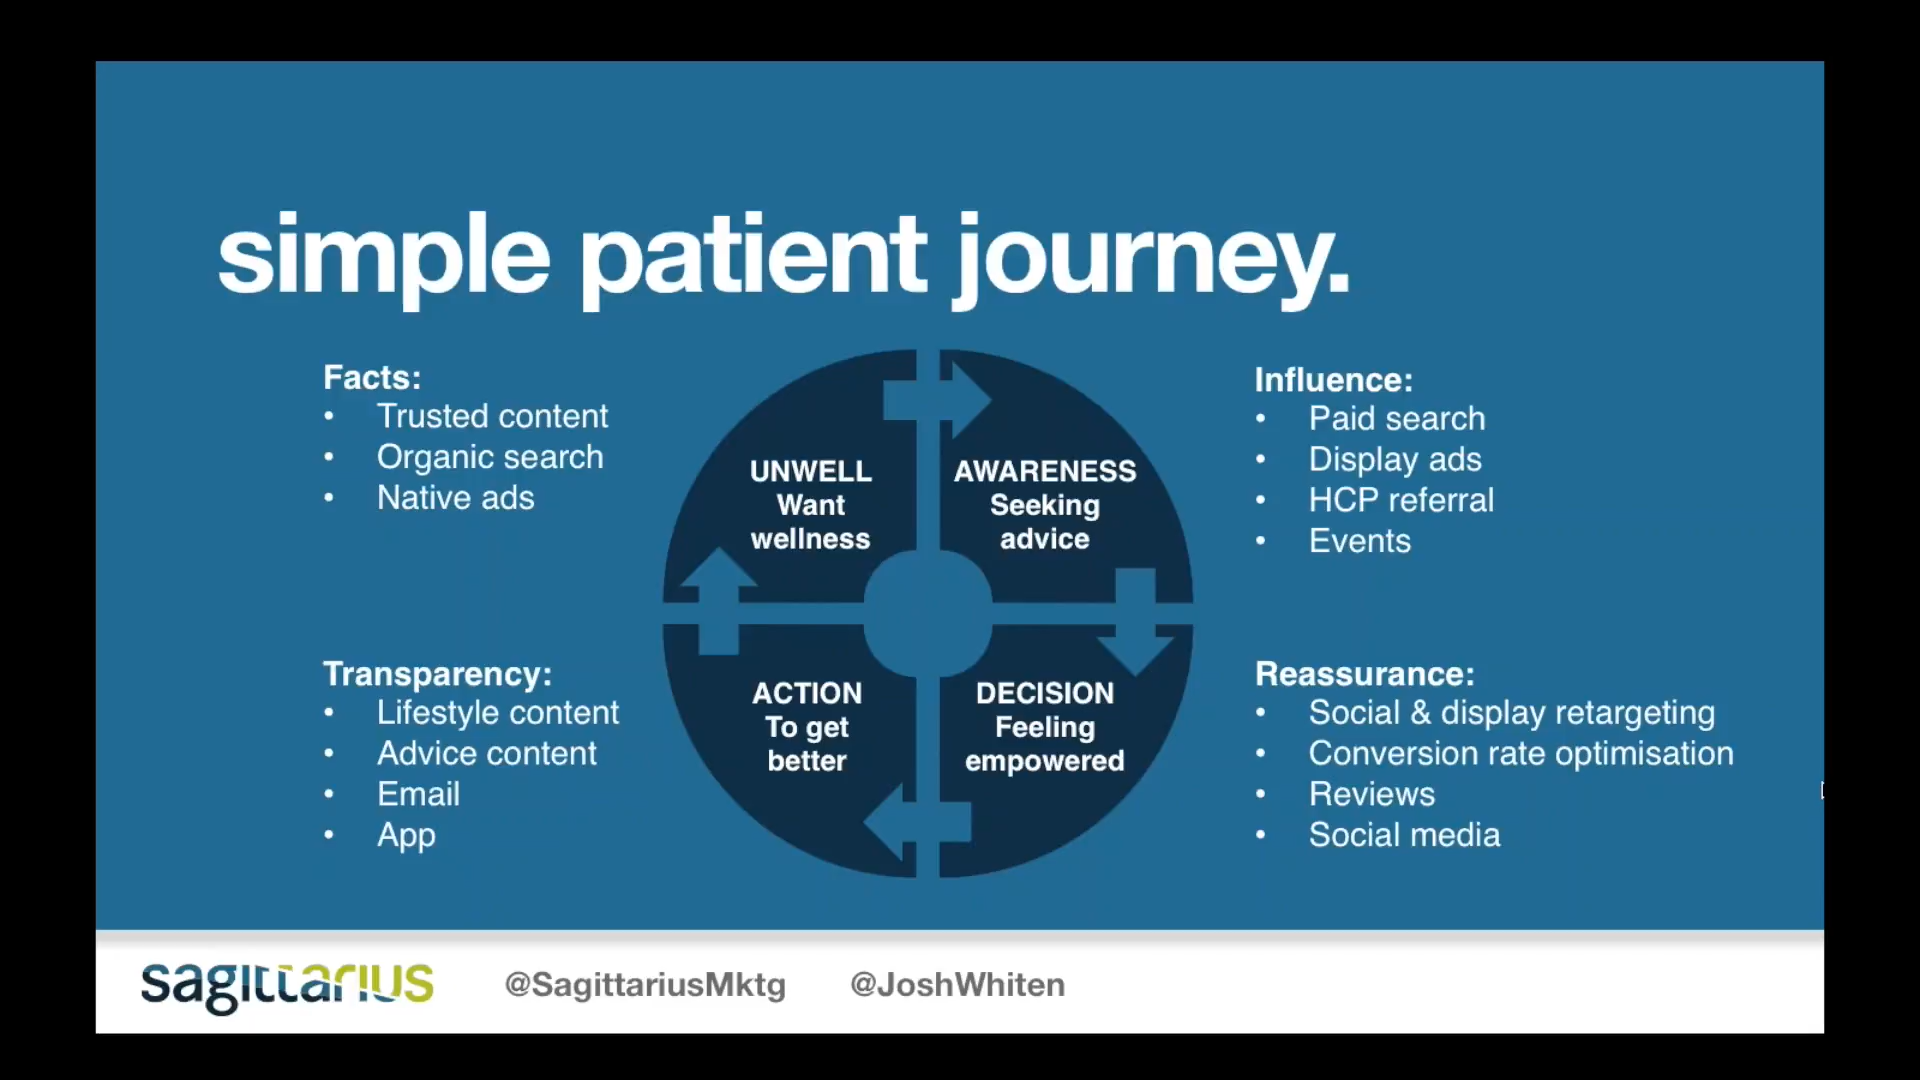 simple patient journey.
Facts:
• Trusted content
• Organic search
• Native ads
UNWELL
Want
wellness
AWARENESS
Seeking
advice
Influence:
• Paid search
• Display ads
• HCP referral
• Events
Transparency:
• Lifestyle content
• Advice content
• Email
• App
ACTION
To get
better
DECISION
Feeling
empowered
Reassurance:
• Social & display retargeting
• Conversion rate optimisation
• Reviews
• Social media
sagittarius @SagittariusMktg @JoshWhiten